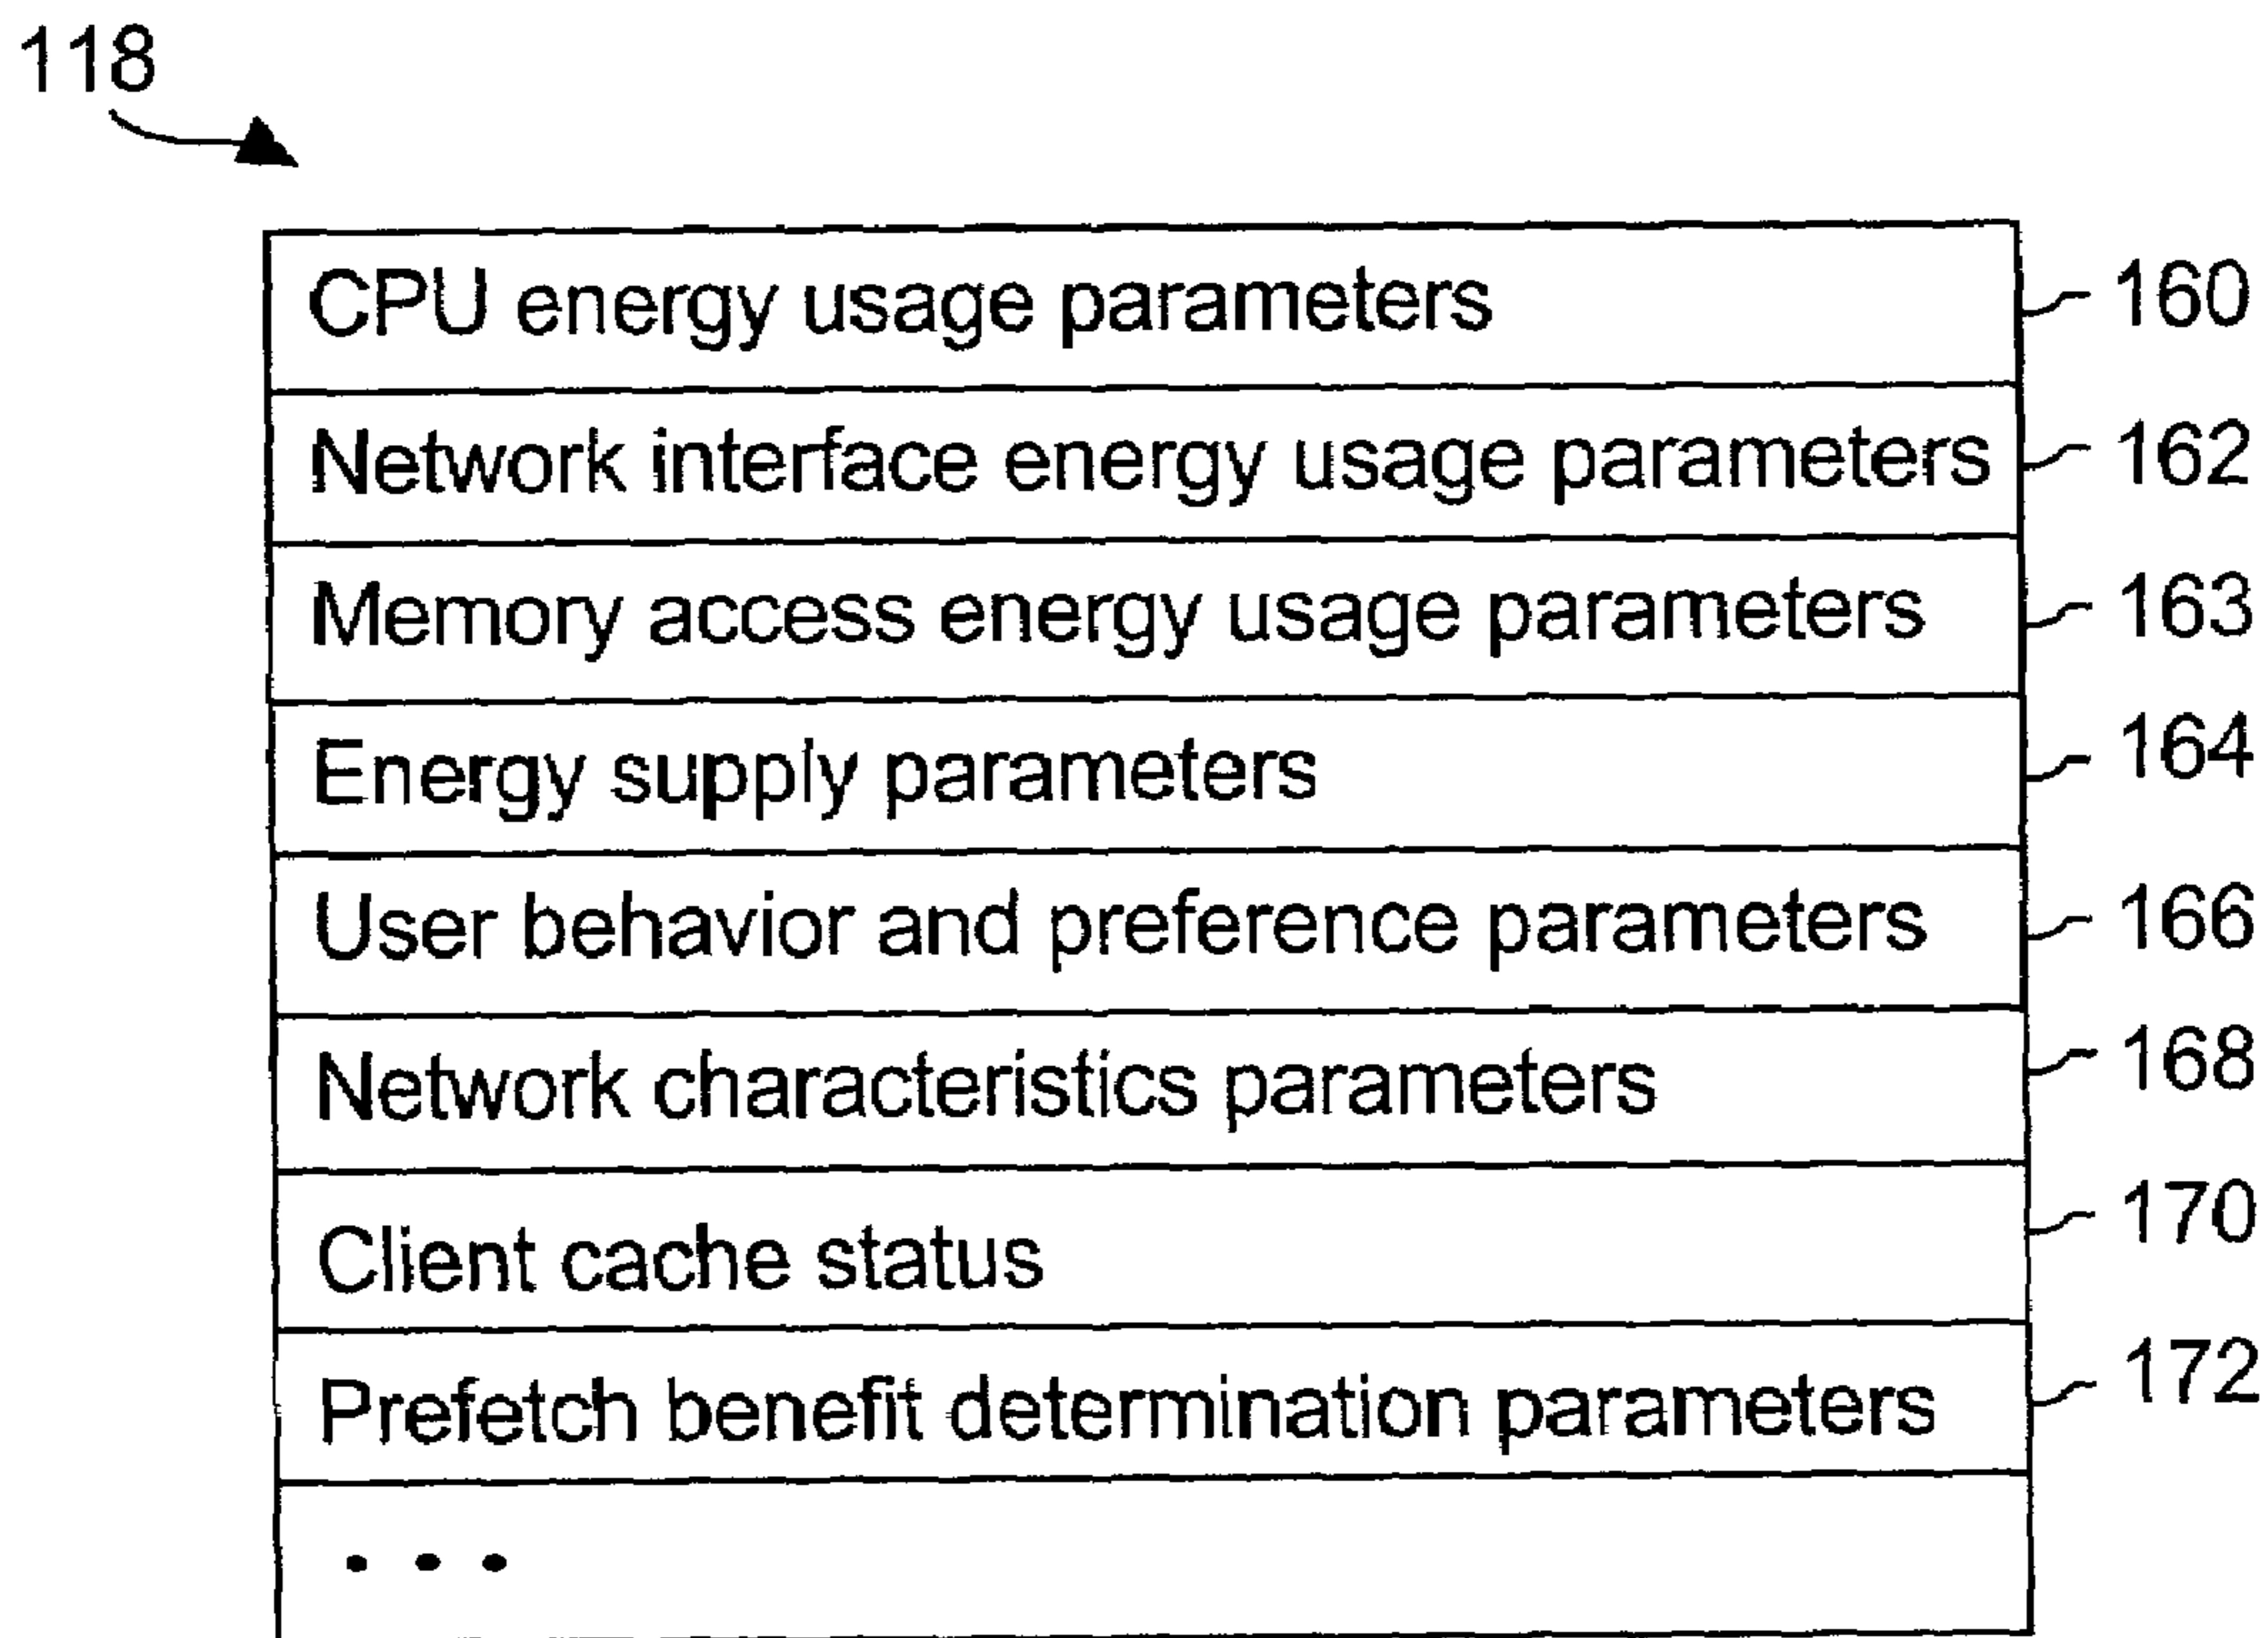 118
CPU energy usage parameters 160
Network interface energy usage parameters 162
Memory access energy usage parameters 163
Energy supply parameters 164
User behavior and preference parameters 166
Network characteristics parameters 168
Client cache status 170
Prefetch benefit determination parameters 172
• • •